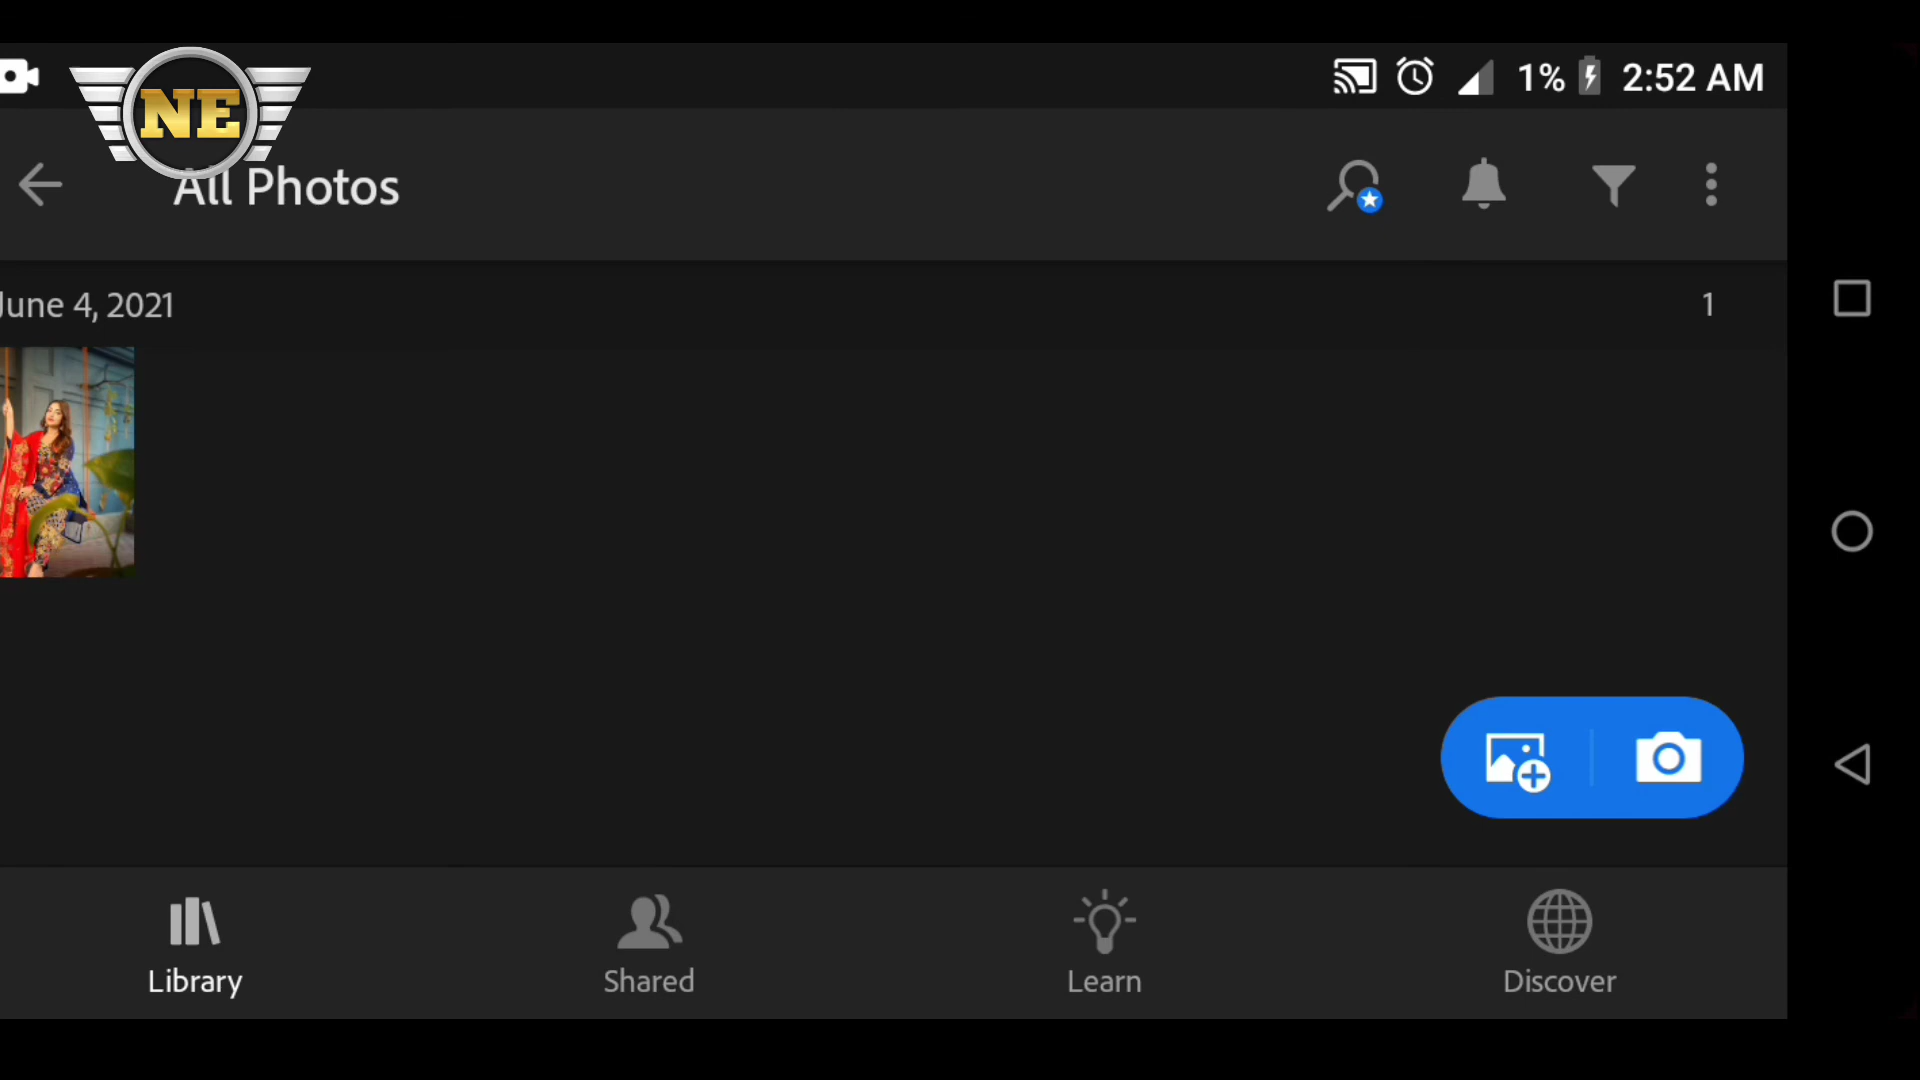 NE
1% 2:52 AM
All Photos
June 4, 2021 1
Library Shared Learn Discover